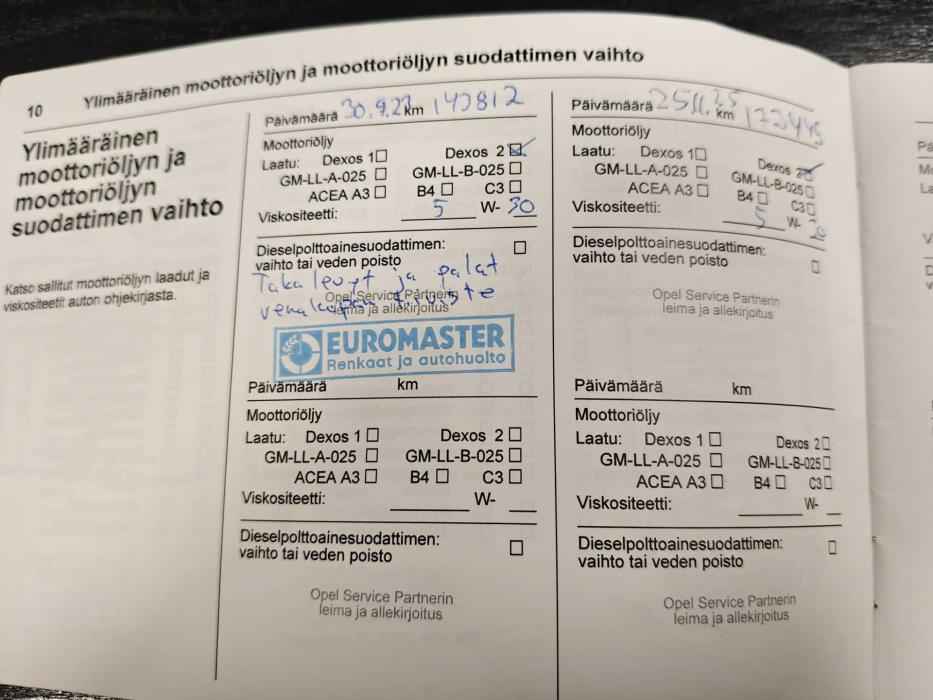 10 Ylimääräinen moottoriöljyn ja moottoriöljyn suodattimen vaihto
Ylimääräinen
moottoriöljyn ja
moottoriöljyn
suodattimen vaihto
Katso sallitut moottoriöljyn laadut ja
viskositeetit auton ohjekirjasta.
Päivämäärä 30.9.23 km 143812
Moottoriöljy
Laatu: Dexos 1 Dexos 2
GM-LL-A-025 GM-LL-B-025
ACEA A3 B4 C3
Viskositeetti: 5 W- 30
Dieselpolttoainesuodattimen:
vaihto tai veden poisto
Taka levyt ja palat
Opel Service Partnerin
tiiviste
leima ja allekirjoitus
EUROMASTER
Renkaat ja autohuolto
Päivämäärä km
Moottoriöljy
Laatu: Dexos 1 Dexos 2
GM-LL-A-025 GM-LL-B-025
ACEA A3 B4 C3
Viskositeetti: W-
Dieselpolttoainesuodattimen:
vaihto tai veden poisto
Opel Service Partnerin
leima ja allekirjoitus
Päivämäärä 25.11.25 km
Moottoriöljy
Laatu: Dexos 1 Dexos 2
GM-LL-A-025 GM-LL-B-025
ACEA A3 B4 C3
Viskositeetti: 5 W- 30
Dieselpolttoainesuodattimen:
vaihto tai veden poisto
Opel Service Partnerin
leima ja allekirjoitus
Päivämäärä km
Moottoriöljy
Laatu: Dexos 1 Dexos 2
GM-LL-A-025 GM-LL-B-025
ACEA A3 B4 C3
Viskositeetti: W-
Dieselpolttoainesuodattimen:
vaihto tai veden poisto
Opel Service Partnerin
leima ja allekirjoitus